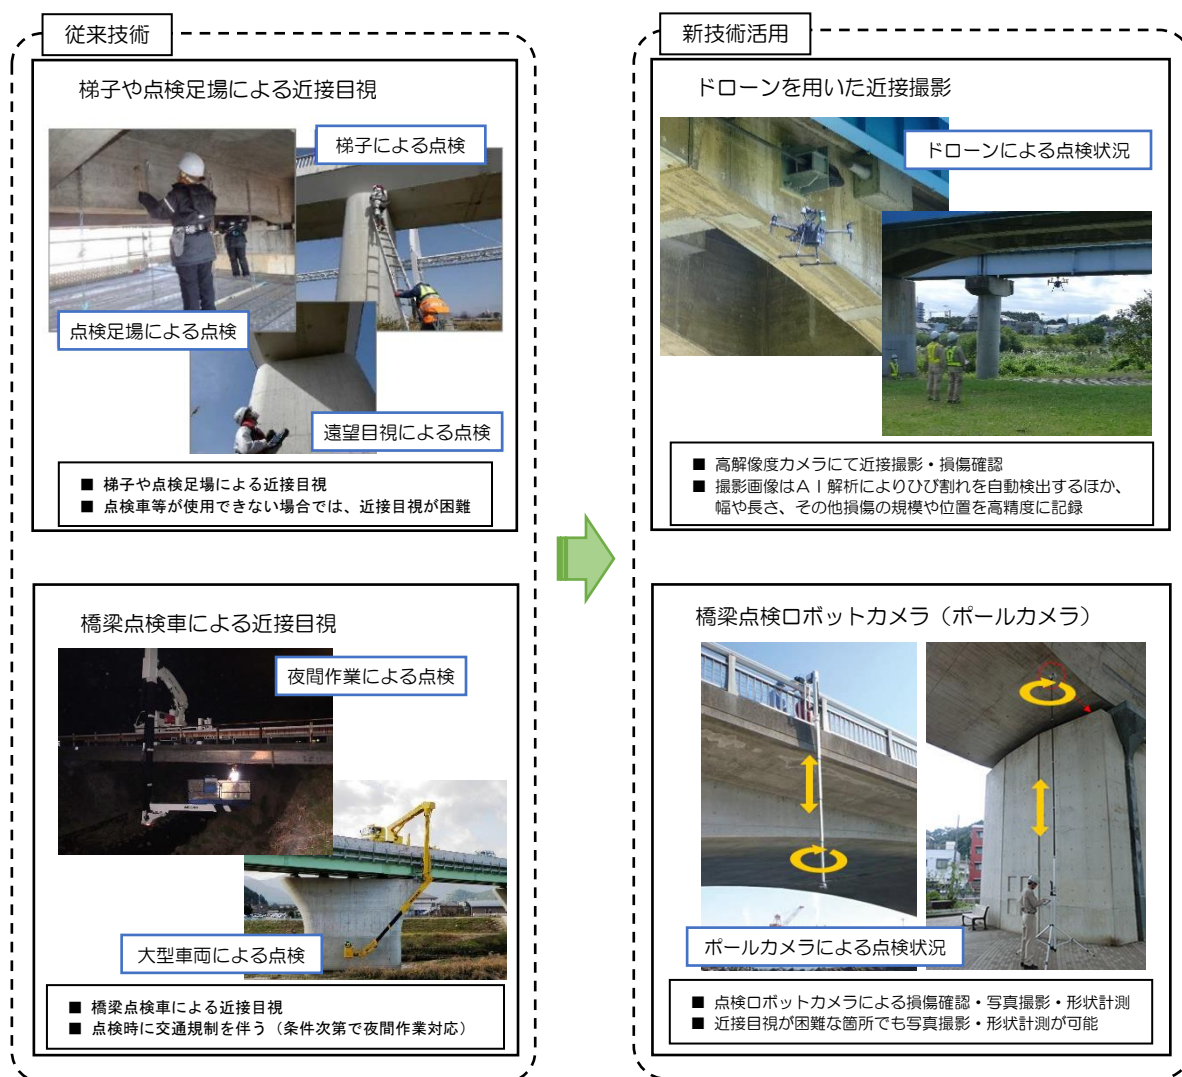 従来技術
梯子や点検足場による近接目視
梯子による点検
点検足場による点検
遠望目視による点検
■ 梯子や点検足場による近接目視
■ 点検車等が使用できない場合では、近接目視が困難
橋梁点検車による近接目視
夜間作業による点検
大型車両による点検
■ 橋梁点検車による近接目視
■ 点検時に交通規制を伴う（条件次第で夜間作業対応）
新技術活用
ドローンを用いた近接撮影
ドローンによる点検状況
■ 高解像度カメラにて近接撮影・損傷確認
■ 撮影画像はＡＩ解析によりひび割れを自動検出するほか、
幅や長さ、その他損傷の規模や位置を高精度に記録
橋梁点検ロボットカメラ（ポールカメラ）
ポールカメラによる点検状況
■ 点検ロボットカメラによる損傷確認・写真撮影・形状計測
■ 近接目視が困難な箇所でも写真撮影・形状計測が可能